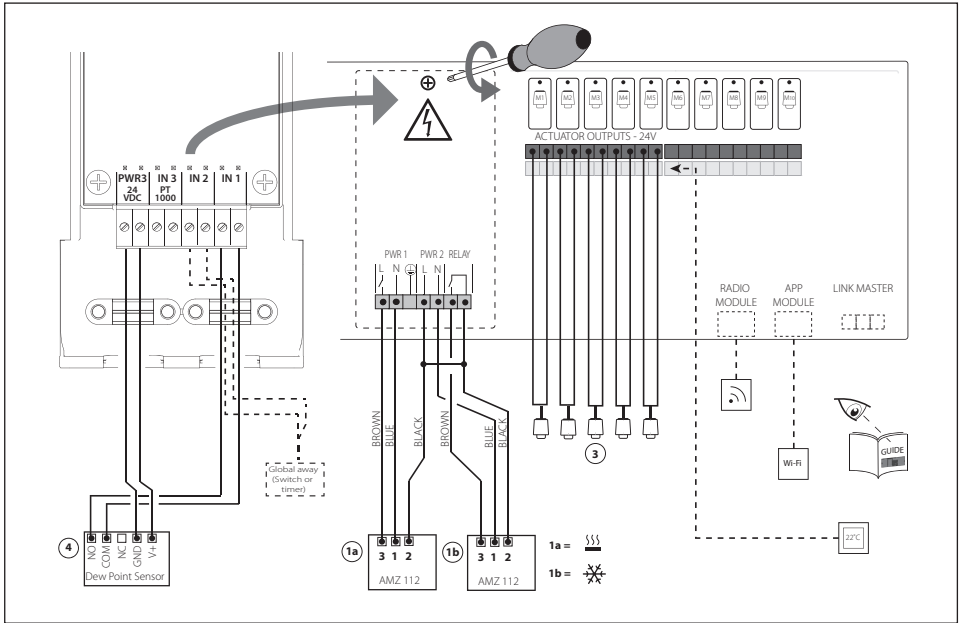 M1 M2 M3 M4 M5 M6 M7 M8 M9 M10
ACTUATOR OUTPUTS - 24V
PWR3 IN 3 IN 2 IN 1
24 VDC PT 1000
PWR 1 PWR 2 RELAY
L N L N
RADIO MODULE
APP MODULE
LINK MASTER
BROWN
BLUE
BLACK
BROWN
BLUE
BLACK
GUIDE
3
Wi-Fi
Global away
(Switch or
timer)
22°C
4
NO
COM
NC
GND
V+
Dew Point Sensor
1a
3 1 2
AMZ 112
1b
3 1 2
AMZ 112
1a =
1b =